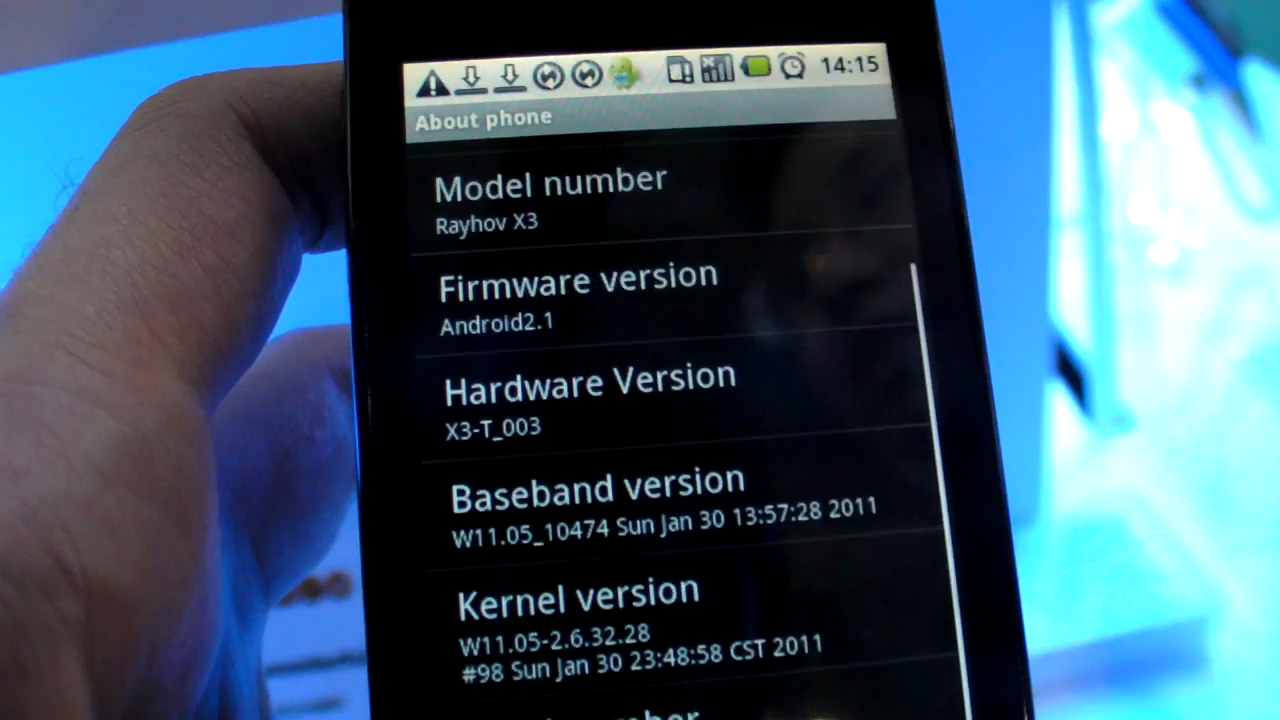 14:15
About phone
Model number
Rayhov X3
Firmware version
Android2.1
Hardware Version
X3-T_003
Baseband version
W11.05_10474 Sun Jan 30 13:57:28 2011
Kernel version
W11.05-2.6.32.28
#98 Sun Jan 30 23:48:58 CST 2011